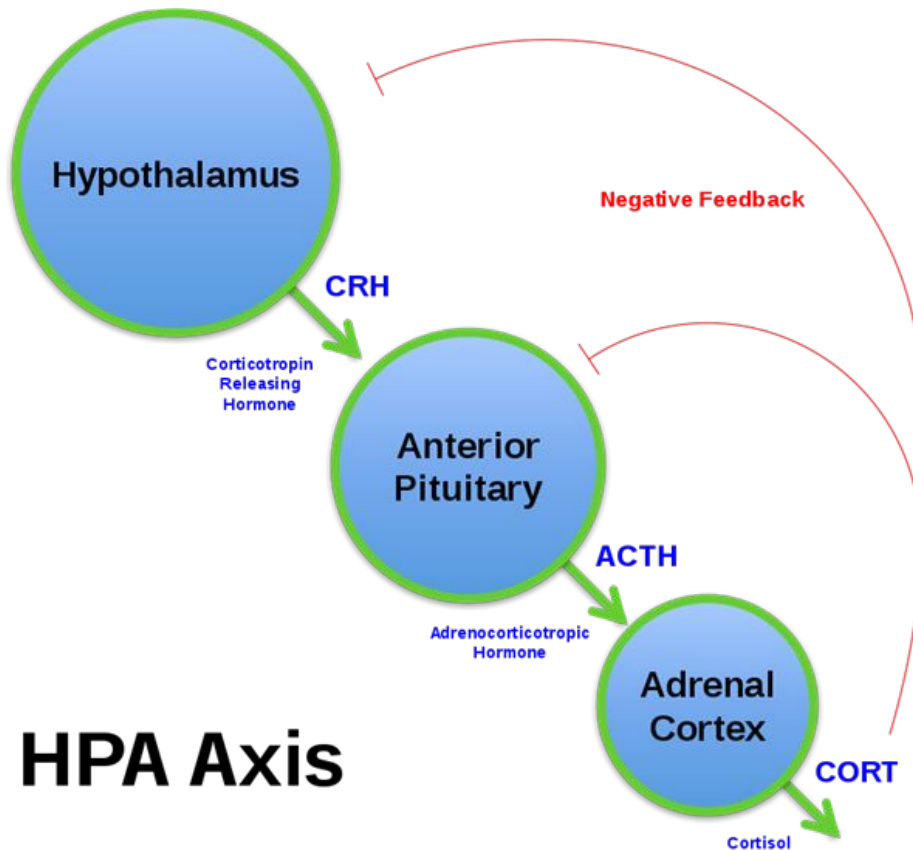 Hypothalamus
Negative Feedback
CRH
Corticotropin
Releasing
Hormone
Anterior
Pituitary
ACTH
Adrenocorticotropic
Hormone
Adrenal
Cortex
HPA Axis
CORT
Cortisol